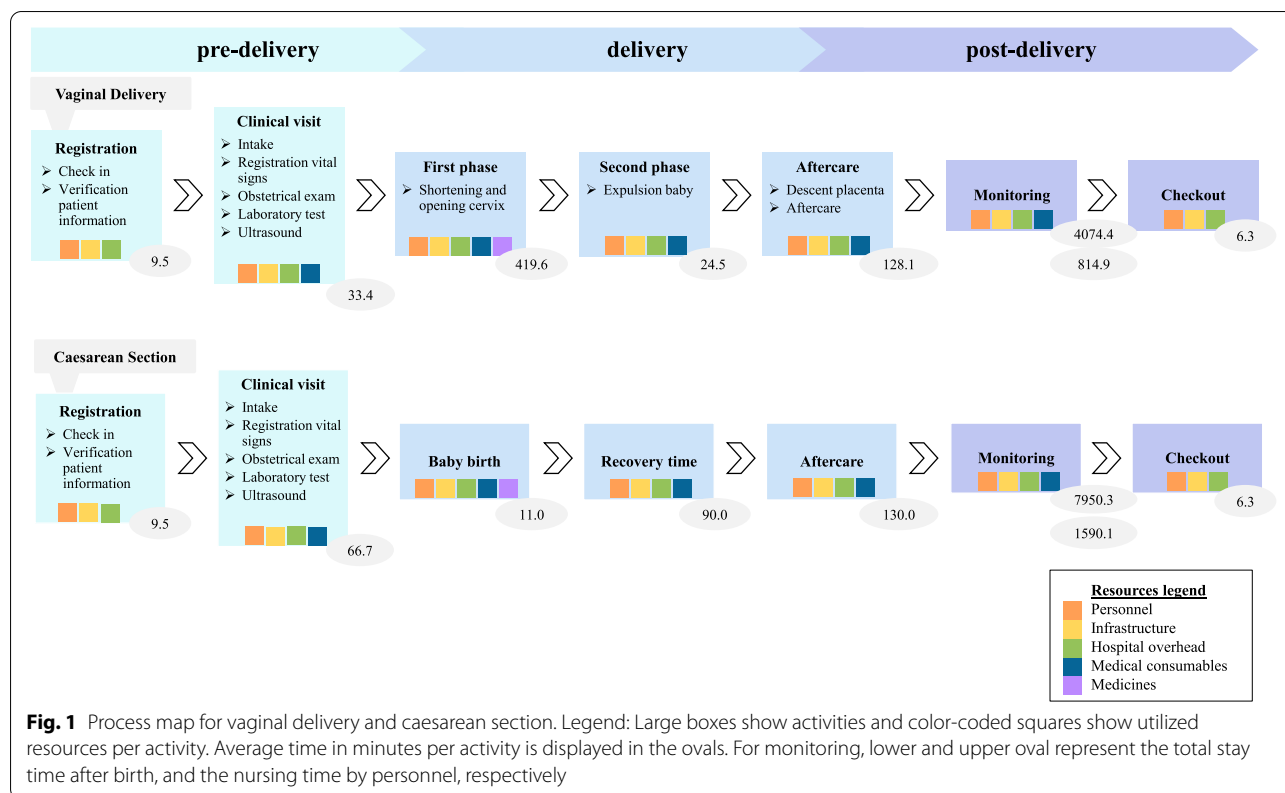 pre-delivery
delivery
post-delivery
Vaginal Delivery
Registration
➢ Check in
➢ Verification
patient
information
9.5
Clinical visit
➢ Intake
➢ Registration vital
signs
➢ Obstetrical exam
➢ Laboratory test
➢ Ultrasound
33.4
First phase
➢ Shortening and
opening cervix
419.6
Second phase
➢ Expulsion baby
24.5
Aftercare
➢ Descent placenta
➢ Aftercare
128.1
Monitoring
4074.4
814.9
Checkout
6.3
Caesarean Section
Registration
➢ Check in
➢ Verification
patient
information
9.5
Clinical visit
➢ Intake
➢ Registration vital
signs
➢ Obstetrical exam
➢ Laboratory test
➢ Ultrasound
66.7
Baby birth
11.0
Recovery time
90.0
Aftercare
130.0
Monitoring
7950.3
1590.1
Checkout
6.3
Resources legend
Personnel
Infrastructure
Hospital overhead
Medical consumables
Medicines
Fig. 1 Process map for vaginal delivery and caesarean section. Legend: Large boxes show activities and color-coded squares show utilized
resources per activity. Average time in minutes per activity is displayed in the ovals. For monitoring, lower and upper oval represent the total stay
time after birth, and the nursing time by personnel, respectively